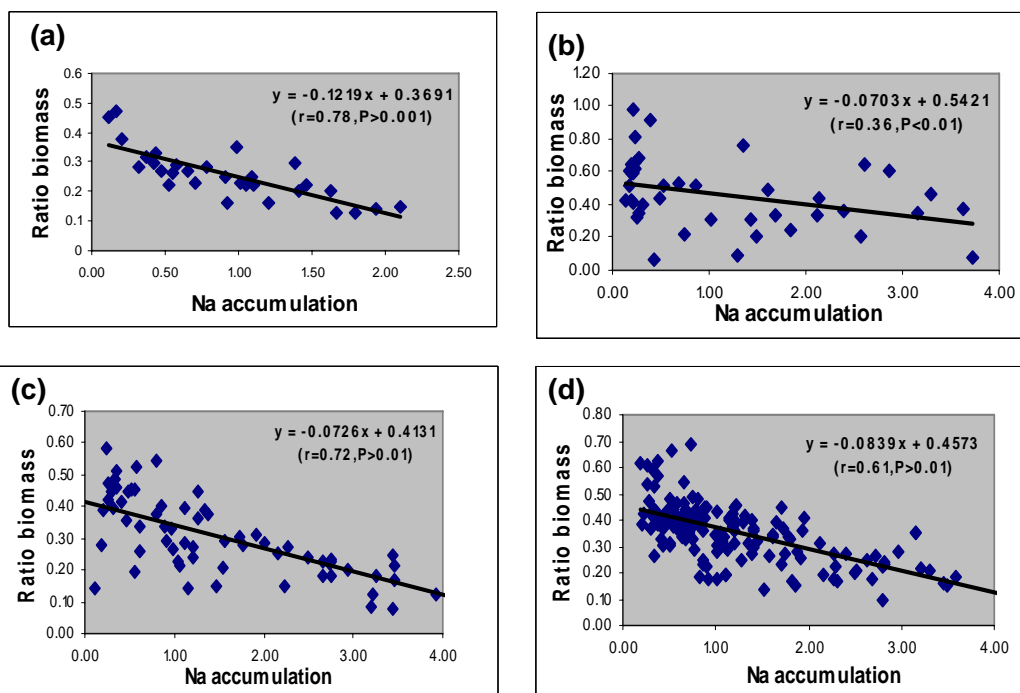 (a)
0.6
0.5
0.4
0.3
0.2
0.1
0
y = -0.1219x + 0.3691
(r=0.78,P>0.001)
Ratio biomass
0.00 0.50 1.00 1.50 2.00 2.50
Na accumulation
(b)
1.20
1.00
0.80
0.60
0.40
0.20
0.00
y = -0.0703x + 0.5421
(r=0.36,P<0.01)
Ratio biomass
0.00 1.00 2.00 3.00 4.00
Na accumulation
(c)
0.70
0.60
0.50
0.40
0.30
0.20
0.10
0.00
y = -0.0726x + 0.4131
(r=0.72,P>0.01)
Ratio biomass
0.00 1.00 2.00 3.00 4.00
Na accumulation
(d)
0.80
0.70
0.60
0.50
0.40
0.30
0.20
0.10
0.00
y = -0.0839x + 0.4573
(r=0.61,P>0.01)
Ratio biomass
0.00 1.00 2.00 3.00 4.00
Na accumulation